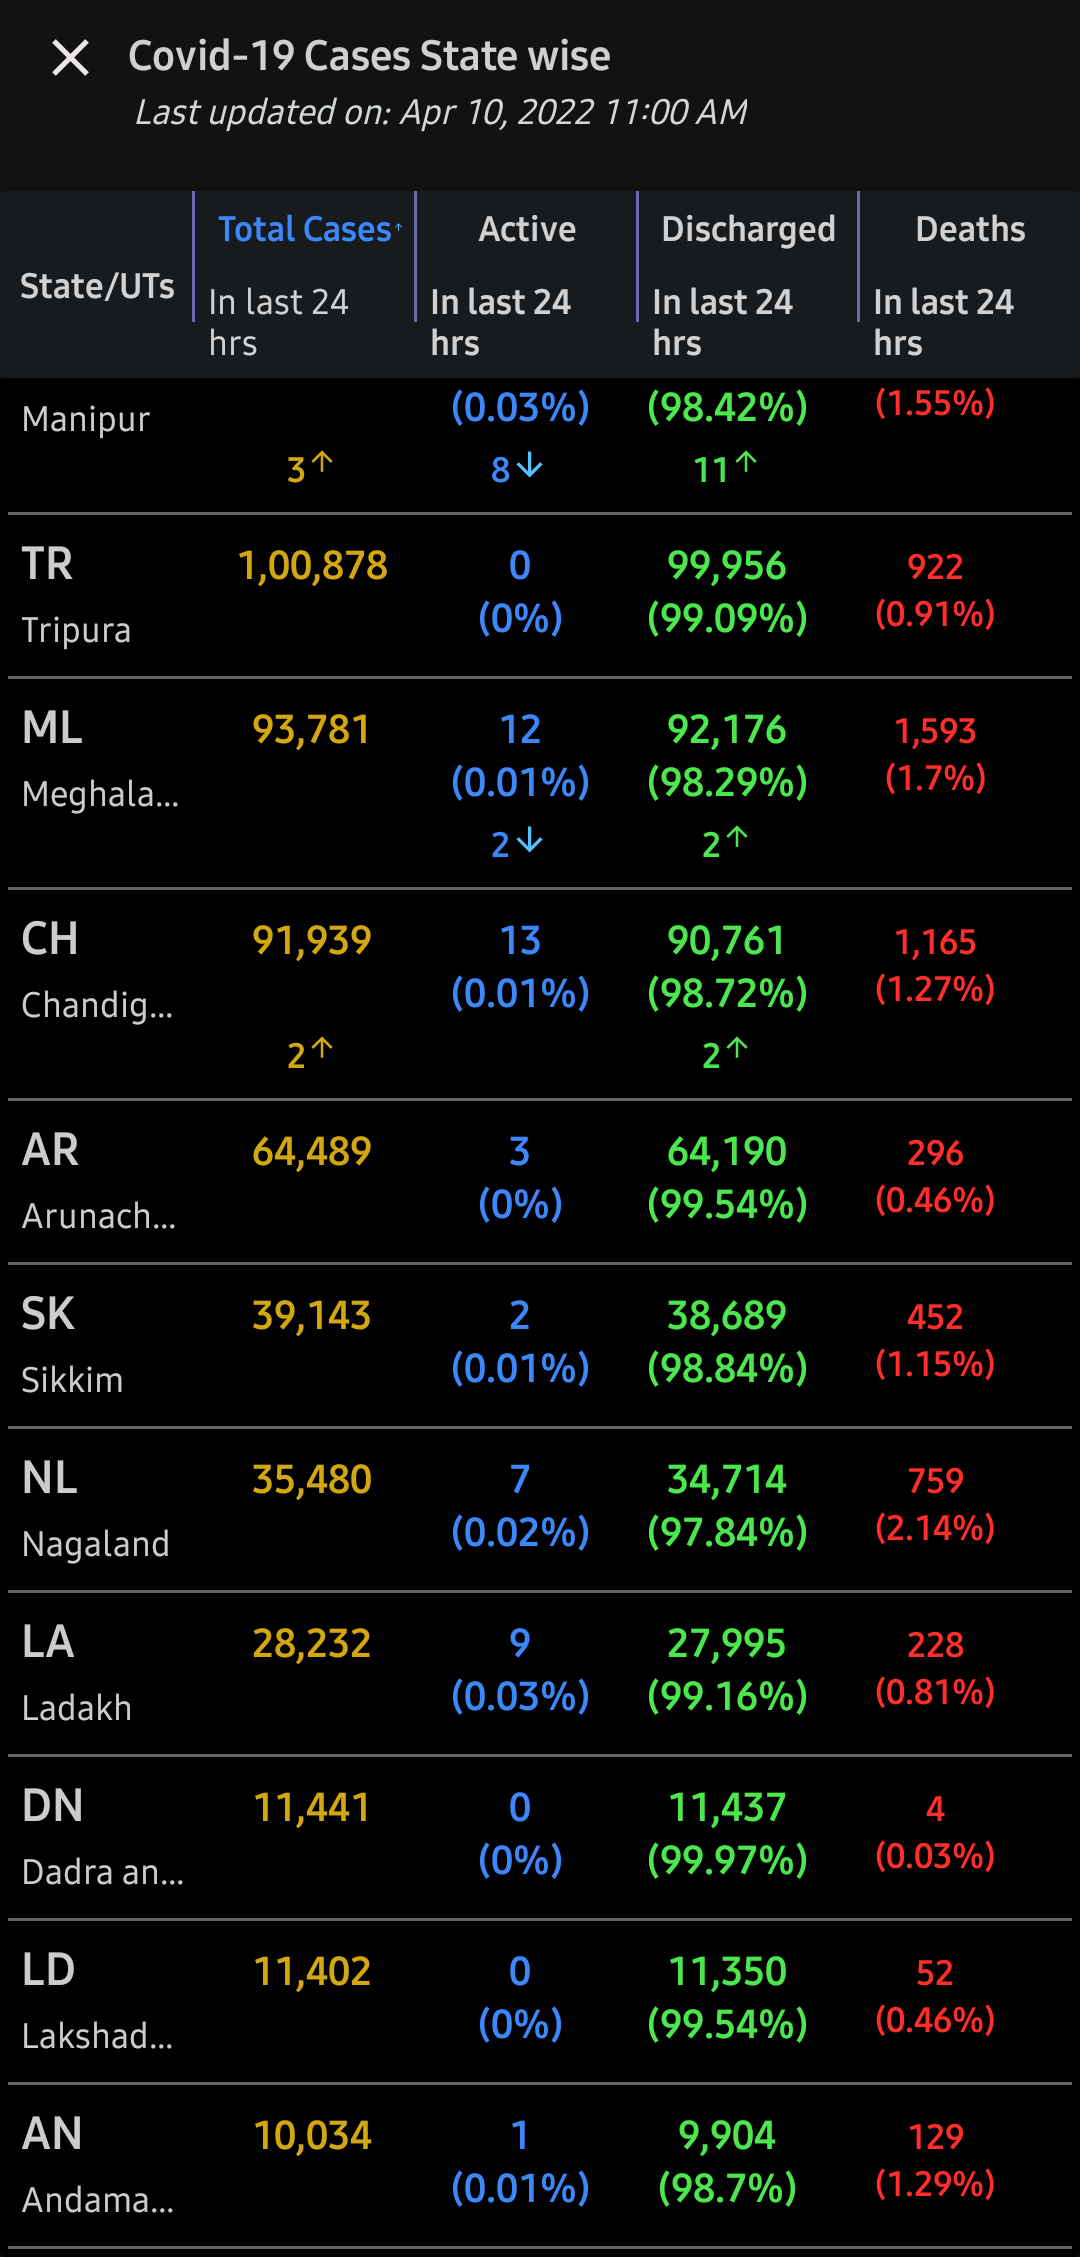 Covid-19 Cases State wise
Last updated on: Apr 10, 2022 11:00 AM
State/UTs
Total Cases↑ Active Discharged Deaths
In last 24 hrs In last 24 hrs In last 24 hrs In last 24 hrs
(0.03%) (98.42%) (1.55%)
Manipur
3↑ 8↓ 11↑
TR 1,00,878 0 99,956 922
(0%) (99.09%) (0.91%)
Tripura
ML 93,781 12 92,176 1,593
(0.01%) (98.29%) (1.7%)
Meghala...
2↓ 2↑
CH 91,939 13 90,761 1,165
(0.01%) (98.72%) (1.27%)
Chandig...
2↑ 2↑
AR 64,489 3 64,190 296
(0%) (99.54%) (0.46%)
Arunach...
SK 39,143 2 38,689 452
(0.01%) (98.84%) (1.15%)
Sikkim
NL 35,480 7 34,714 759
(0.02%) (97.84%) (2.14%)
Nagaland
LA 28,232 9 27,995 228
(0.03%) (99.16%) (0.81%)
Ladakh
DN 11,441 0 11,437 4
(0%) (99.97%) (0.03%)
Dadra an...
LD 11,402 0 11,350 52
(0%) (99.54%) (0.46%)
Lakshad...
AN 10,034 1 9,904 129
(0.01%) (98.7%) (1.29%)
Andama...